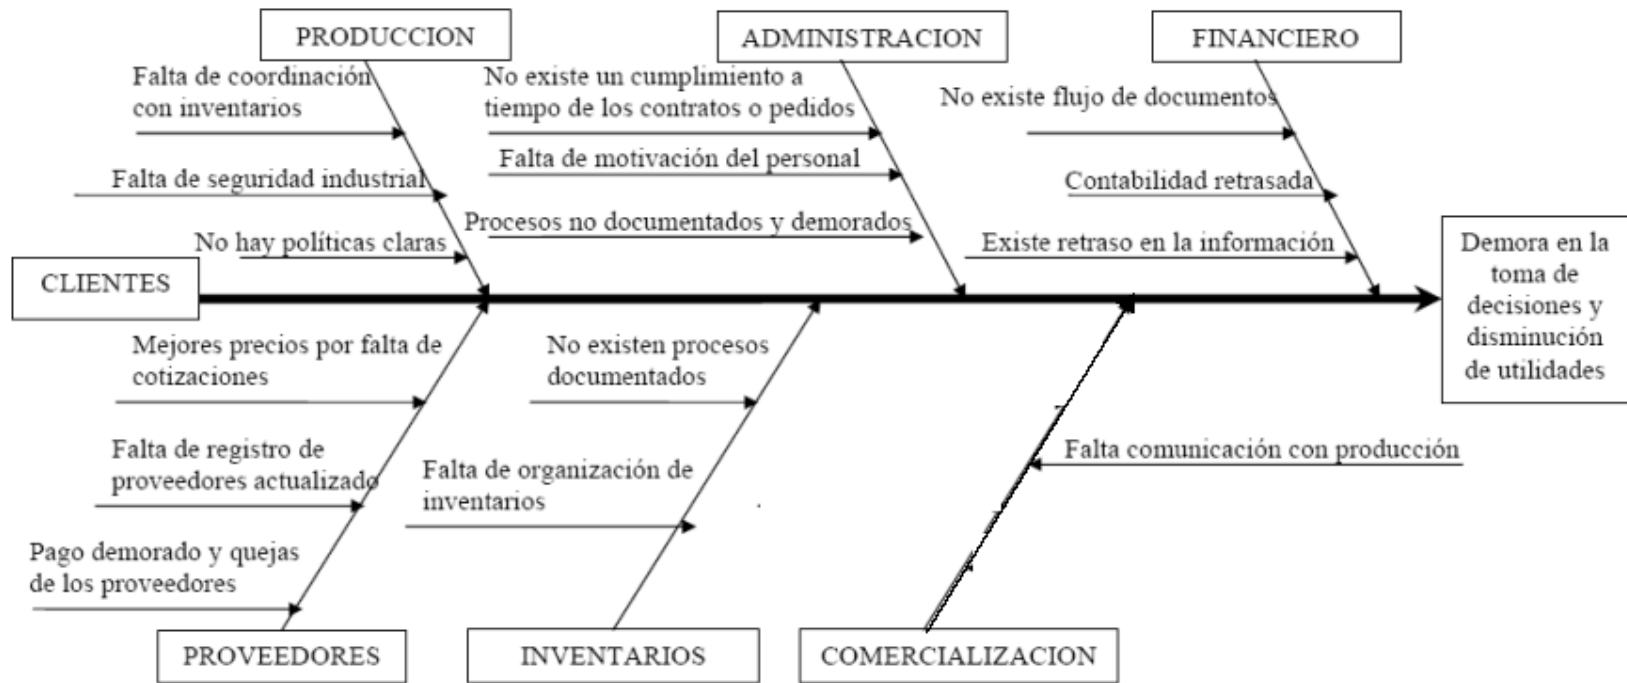 PRODUCCION
ADMINISTRACION
FINANCIERO
Falta de coordinación
con inventarios
Falta de seguridad industrial
No hay políticas claras
No existe un cumplimiento a
tiempo de los contratos o pedidos
Falta de motivación del personal
Procesos no documentados y demorados
No existe flujo de documentos
Contabilidad retrasada
Existe retraso en la información
CLIENTES
Demora en la
toma de
decisiones y
disminución
de utilidades
Mejores precios por falta de
cotizaciones
Falta de registro de
proveedores actualizado
Pago demorado y quejas
de los proveedores
No existen procesos
documentados
Falta de organización de
inventarios
Falta comunicación con producción
PROVEEDORES
INVENTARIOS
COMERCIALIZACION